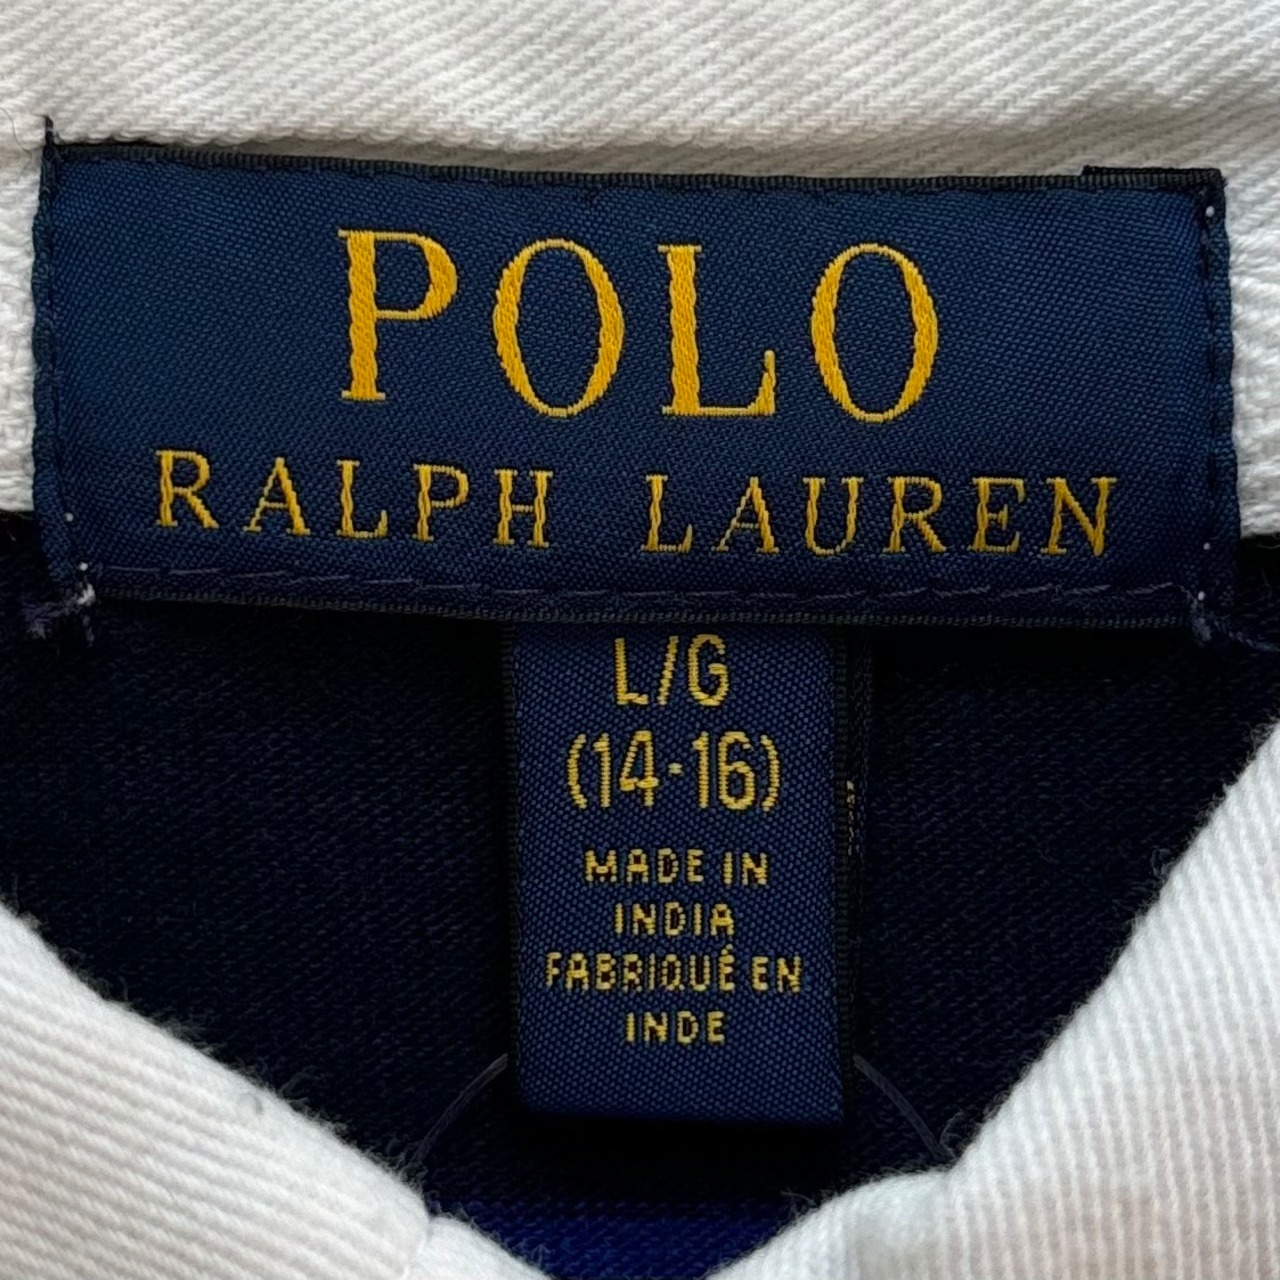 POLO
RALPH LAUREN
L/G
(14-16)
MADE IN
INDIA
FABRIQUÉ EN
INDE